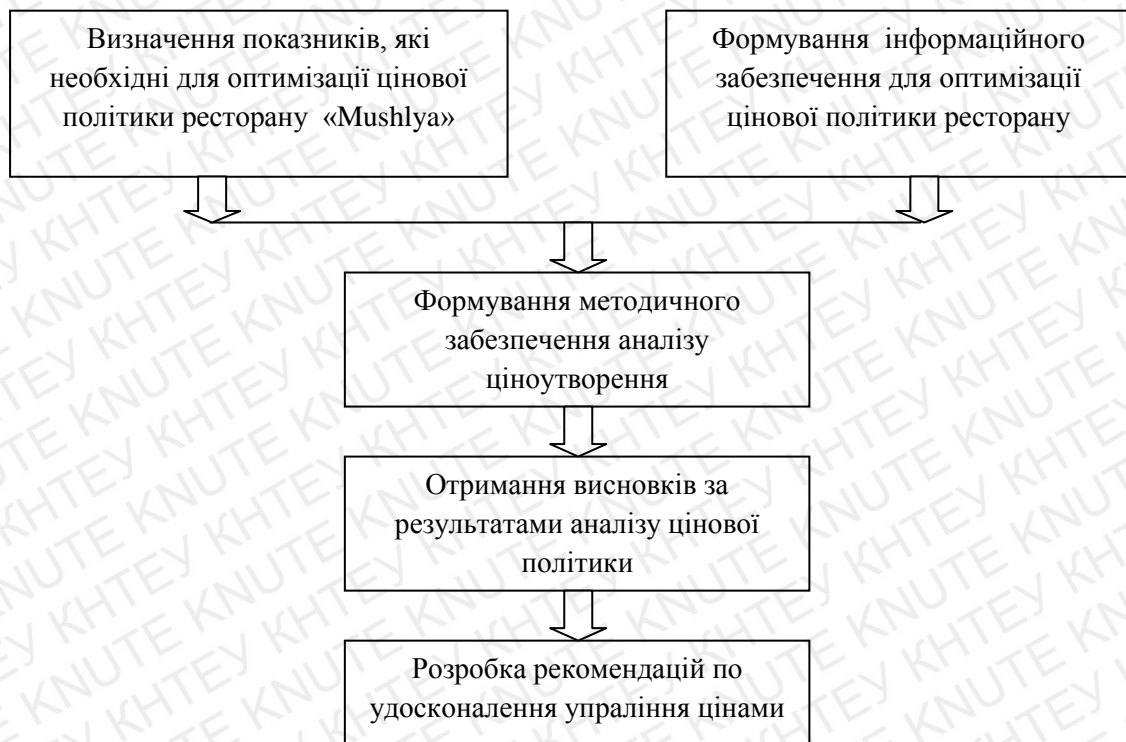 Визначення показників, які
необхідні для оптимізації цінової
політики ресторану «Mushlya»
Формування інформаційного
забезпечення для оптимізації
цінової політики ресторану
Формування методичного
забезпечення аналізу
ціноутворення
Отримання висновків за
результатами аналізу цінової
політики
Розробка рекомендацій по
удосконалення упраління цінами